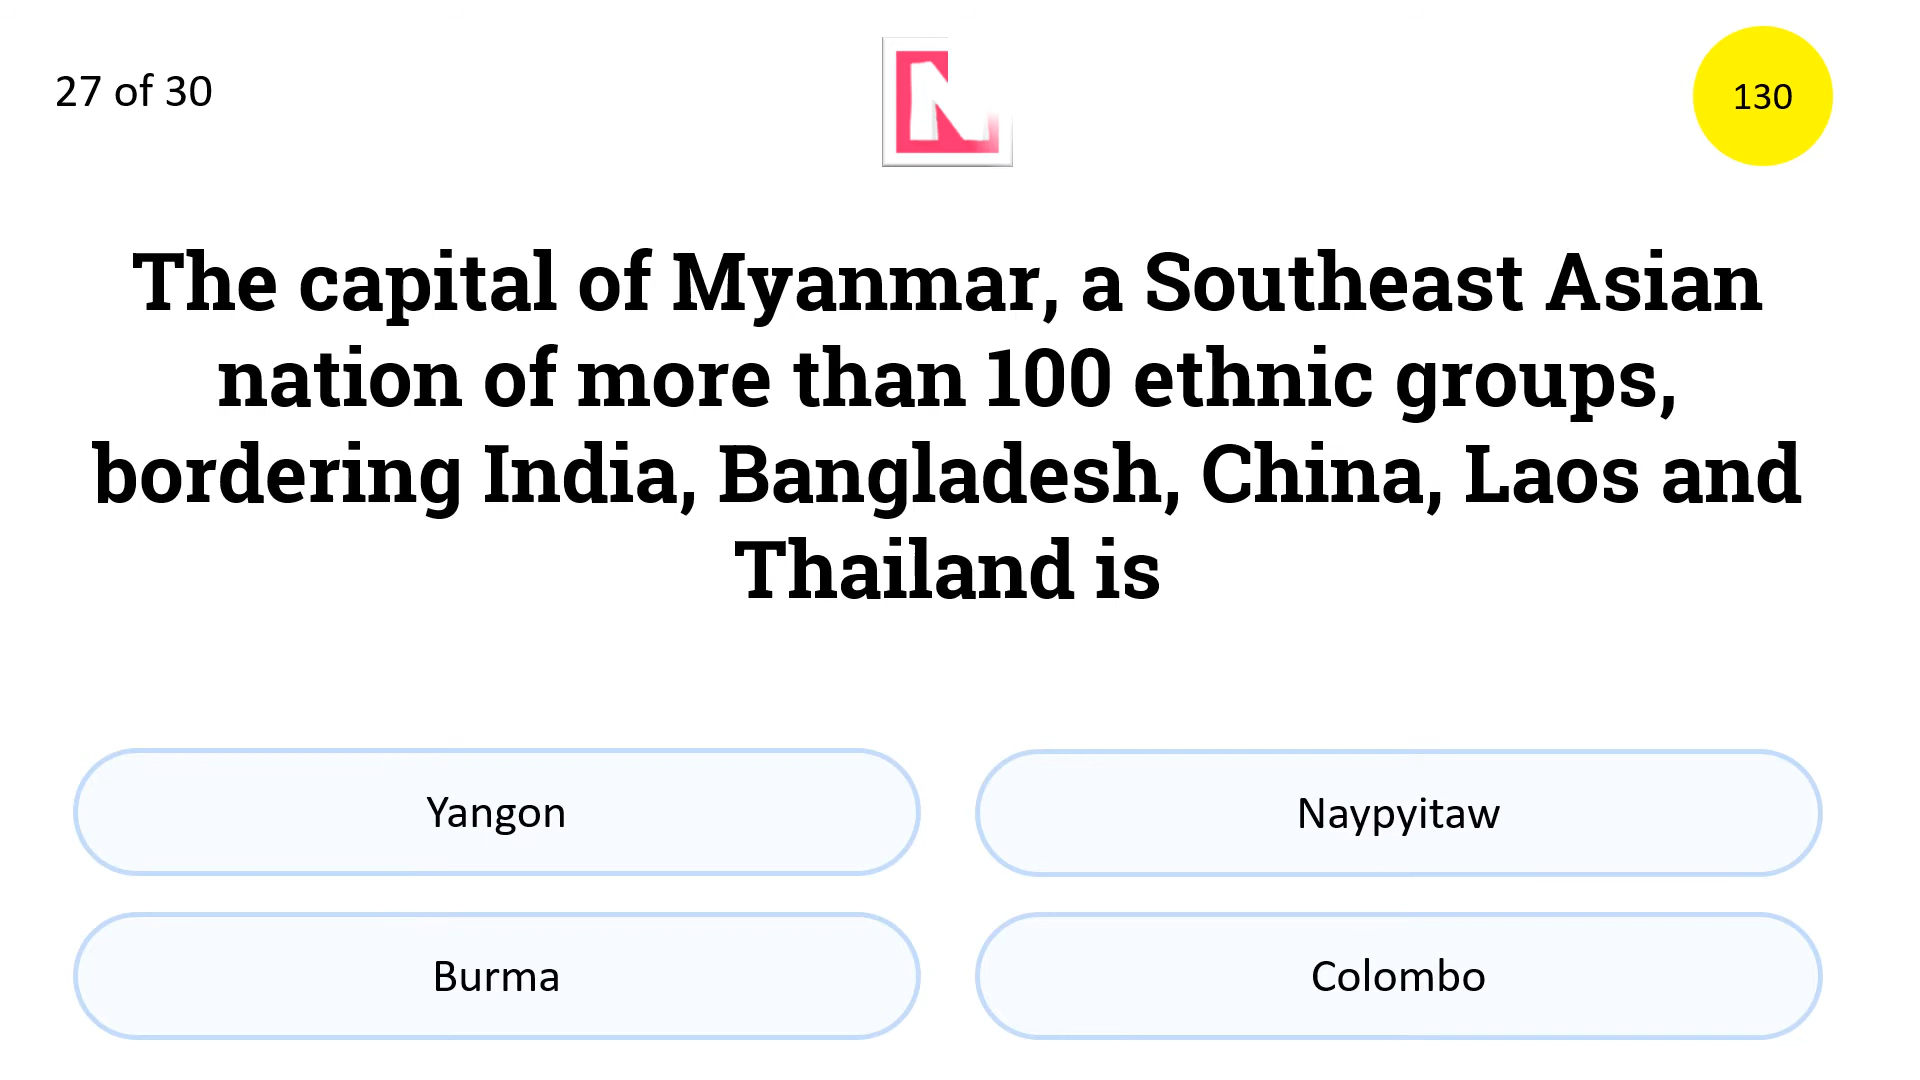 27 of 30
N
130
The capital of Myanmar, a Southeast Asian
nation of more than 100 ethnic groups,
bordering India, Bangladesh, China, Laos and
Thailand is
Yangon
Naypyitaw
Burma
Colombo